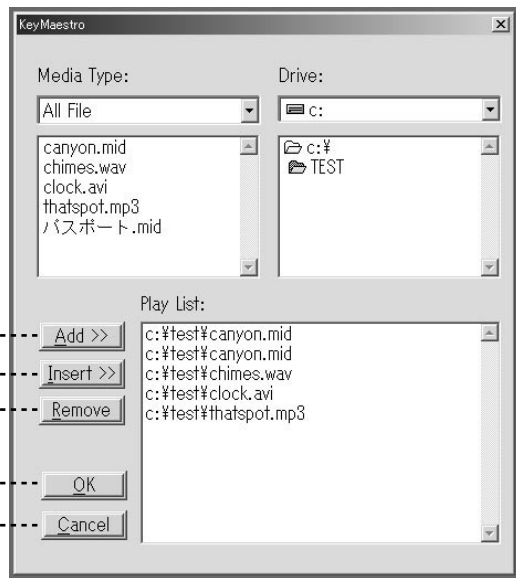 KeyMaestro
Media Type:
Drive:
All File
c:
canyon.mid
chimes.wav
clock.avi
thatspot.mp3
パスポート.mid
c:¥
TEST
Play List:
Add >>
Insert >>
Remove
OK
Cancel
c:¥test¥canyon.mid
c:¥test¥canyon.mid
c:¥test¥chimes.wav
c:¥test¥clock.avi
c:¥test¥thatspot.mp3